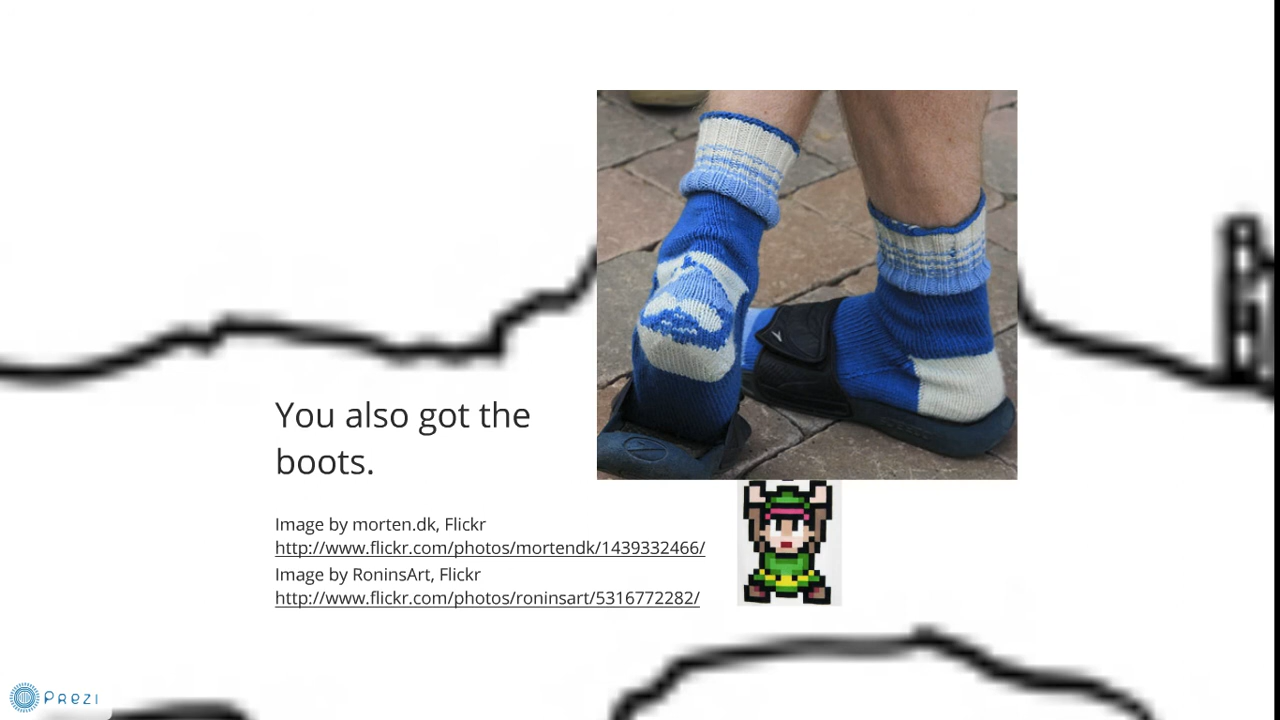 You also got the
boots.
Image by morten.dk, Flickr
http://www.flickr.com/photos/mortendk/1439332466/
Image by RoninsArt, Flickr
http://www.flickr.com/photos/roninsart/5316772282/
Prezi